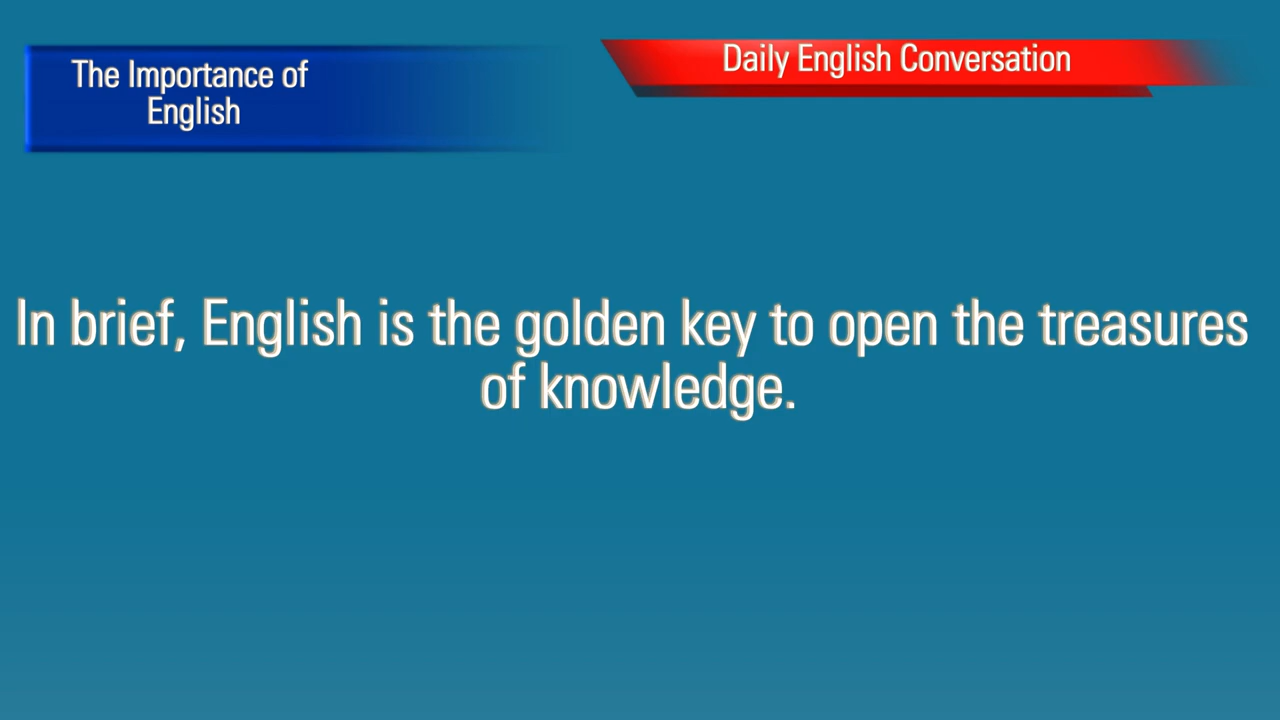 The Importance of
English
Daily English Conversation
In brief, English is the golden key to open the treasures
of knowledge.